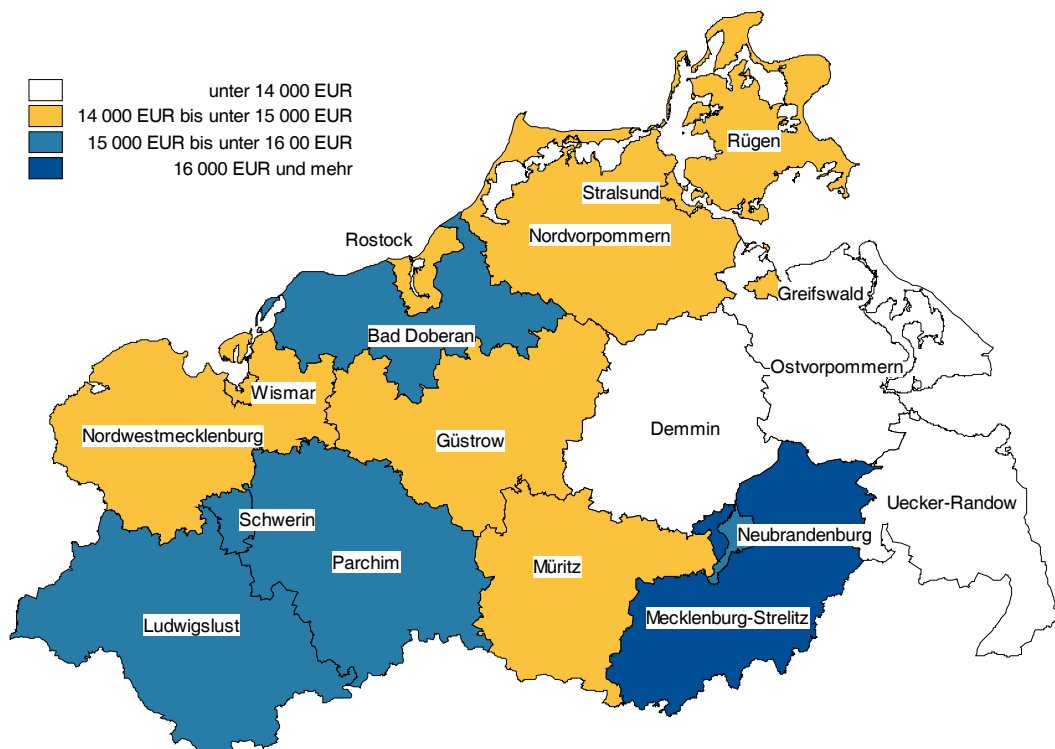 unter 14 000 EUR
14 000 EUR bis unter 15 000 EUR
15 000 EUR bis unter 16 00 EUR
16 000 EUR und mehr
Rügen
Stralsund
Nordvorpommern
Rostock
Greifswald
Bad Doberan
Ostvorpommern
Wismar
Nordwestmecklenburg
Güstrow
Demmin
Uecker-Randow
Schwerin
Neubrandenburg
Parchim
Müritz
Mecklenburg-Strelitz
Ludwigslust